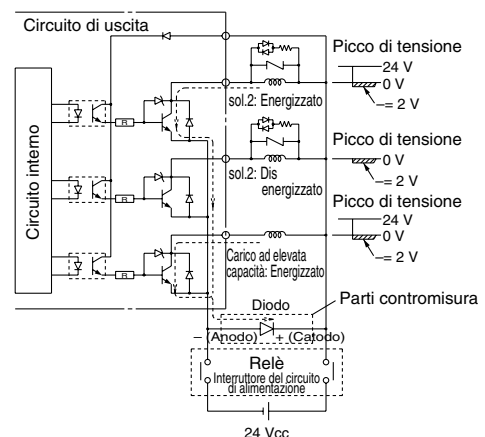 Circuito di uscita
Circuito interno
R
R
R
sol.2: Energizzato
sol.2: Dis
energizzato
Carico ad elevata
capacità: Energizzato
Picco di tensione
24 V
0 V
–= 2 V
Picco di tensione
0 V
–= 2 V
Picco di tensione
24 V
0 V
–= 2 V
Diodo
Parti contromisura
– (Anodo)
+ (Catodo)
Relè
Interruttore del circuito
di alimentazione
24 Vcc